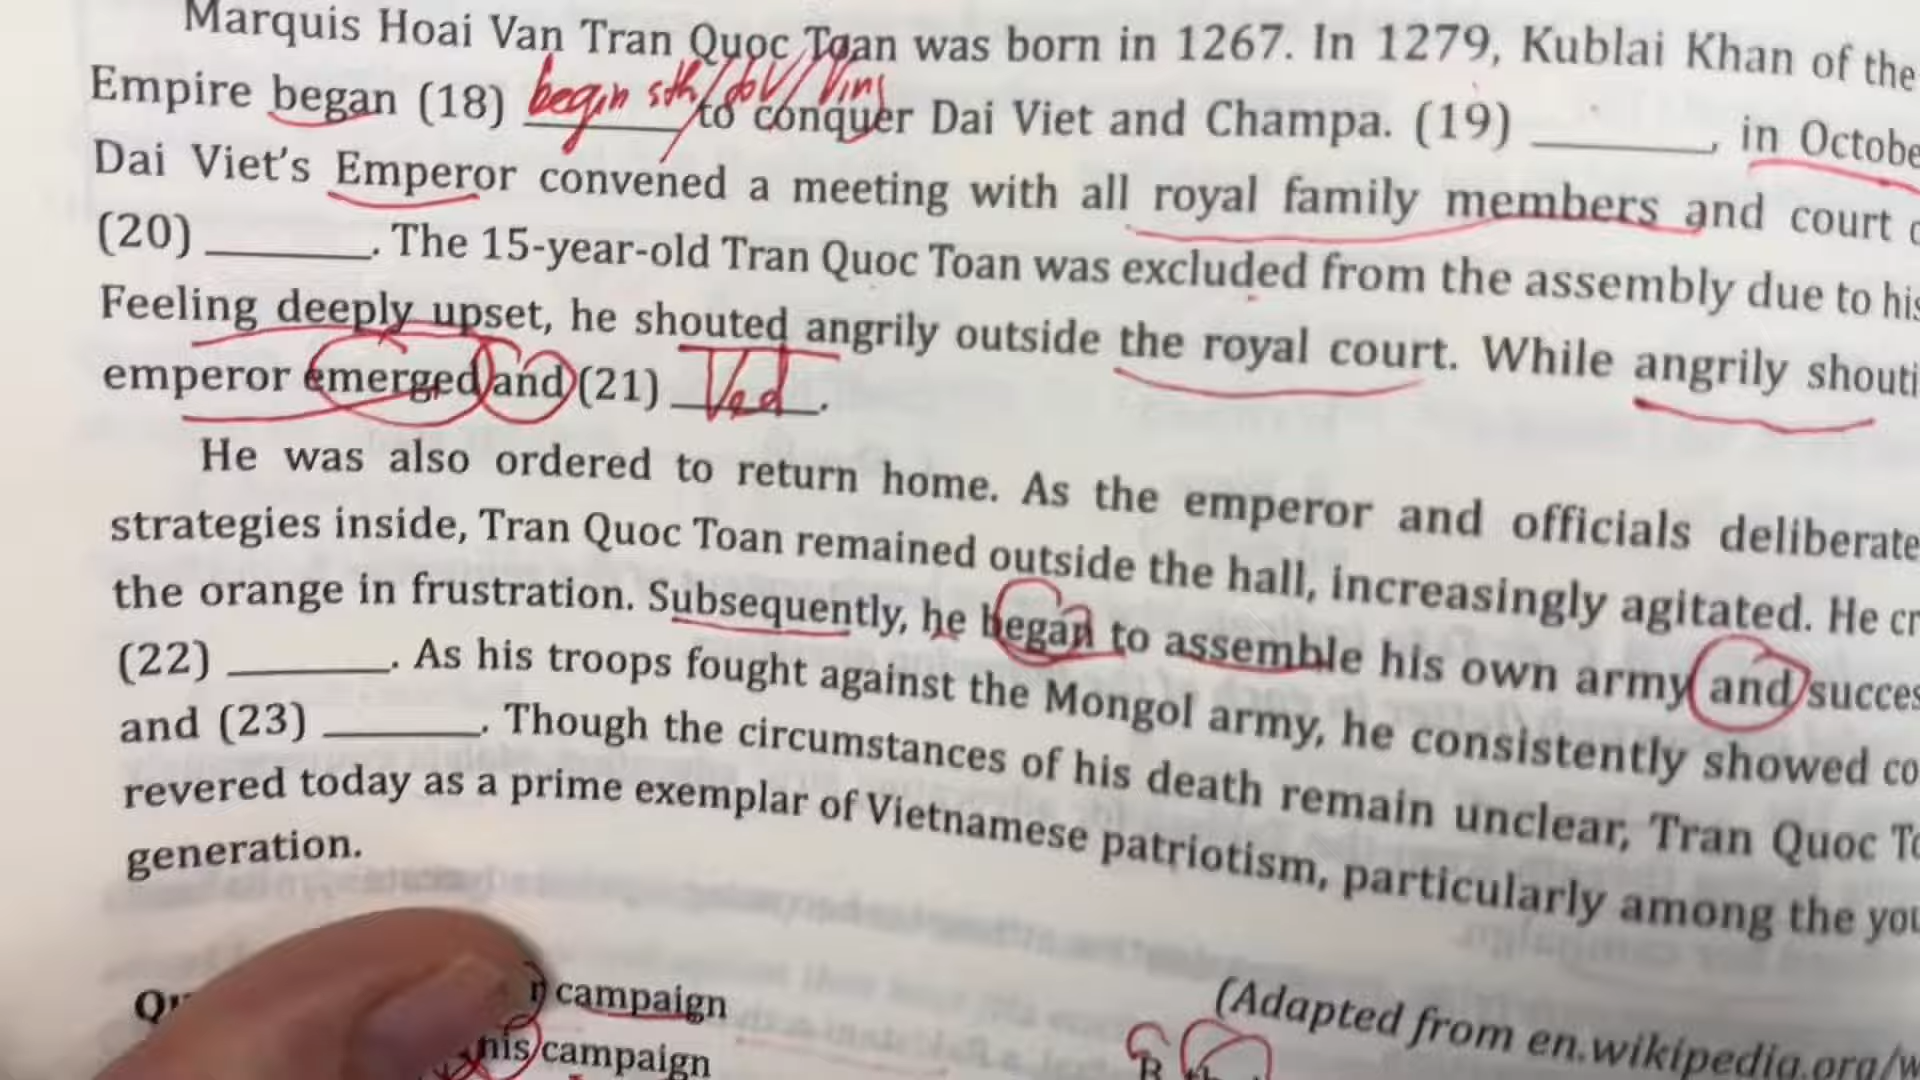 Marquis Hoai Van Tran Quoc Toan was born in 1267. In 1279, Kublai Khan of the
begin sth/ to V/ Ving
Empire began (18) ______ to conquer Dai Viet and Champa. (19) ______, in Octobe
Dai Viet's Emperor convened a meeting with all royal family members and court
(20) ______. The 15-year-old Tran Quoc Toan was excluded from the assembly due to his
Feeling deeply upset, he shouted angrily outside the royal court. While angrily shouti
emperor emerged and (21) Ved.
He was also ordered to return home. As the emperor and officials deliberate
strategies inside, Tran Quoc Toan remained outside the hall, increasingly agitated. He cr
the orange in frustration. Subsequently, he began to assemble his own army and succes
(22) ______. As his troops fought against the Mongol army, he consistently showed co
and (23) ______. Though the circumstances of his death remain unclear, Tran Quoc To
revered today as a prime exemplar of Vietnamese patriotism, particularly among the you
generation.
(Adapted from en.wikipedia.org/w
campaign
his campaign
B